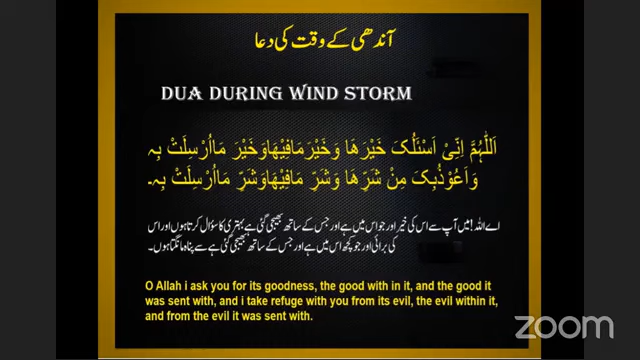 آندھی کے وقت کی دعا
DUA DURING WIND STORM
اَللّٰہُمَّ اِنِّیْ اَسْئَلُکَ خَیْرَھَا وَخَیْرَمَافِیْھَاوَخَیْرَ مَااُرْسِلَتْ بِہٖ
وَاَعُوْذُبِکَ مِنْ شَرِّھَا وَشَرِّ مَافِیْھَاوَشَرِّ مَااُرْسِلَتْ بِہٖ۔
اے اللہ! میں آپ سے اس کی خیر اور جو اس میں ہے اور جس کے ساتھ بھیجی گئی ہے بہتری کا سؤال کرتا ہوں اور اس
کی برائی اور جو کچھ اس میں ہے اور جس کے ساتھ بھیجی گئی ہے سے پناہ مانگتا ہوں۔
O Allah i ask you for its goodness, the good with in it, and the good it
was sent with, and i take refuge with you from its evil, the evil within it,
and from the evil it was sent with.
zoom